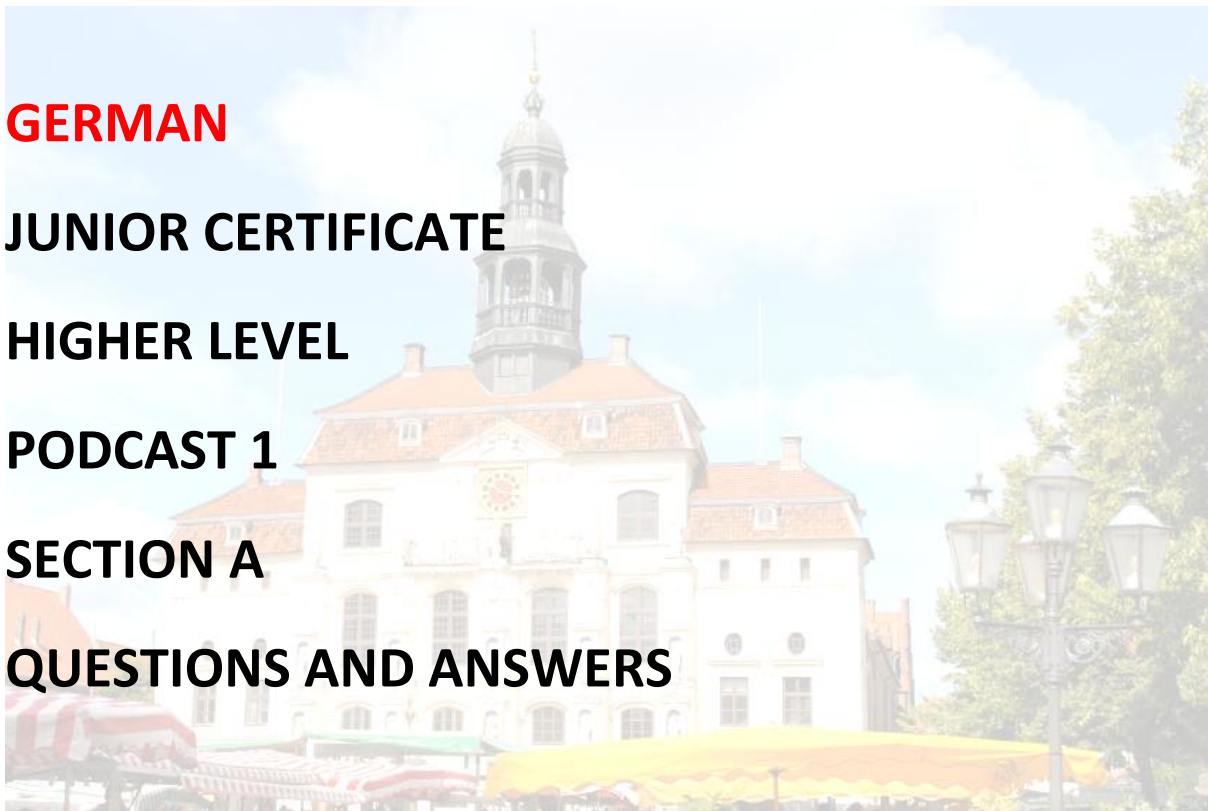 GERMAN
JUNIOR CERTIFICATE
HIGHER LEVEL
PODCAST 1
SECTION A
QUESTIONS AND ANSWERS